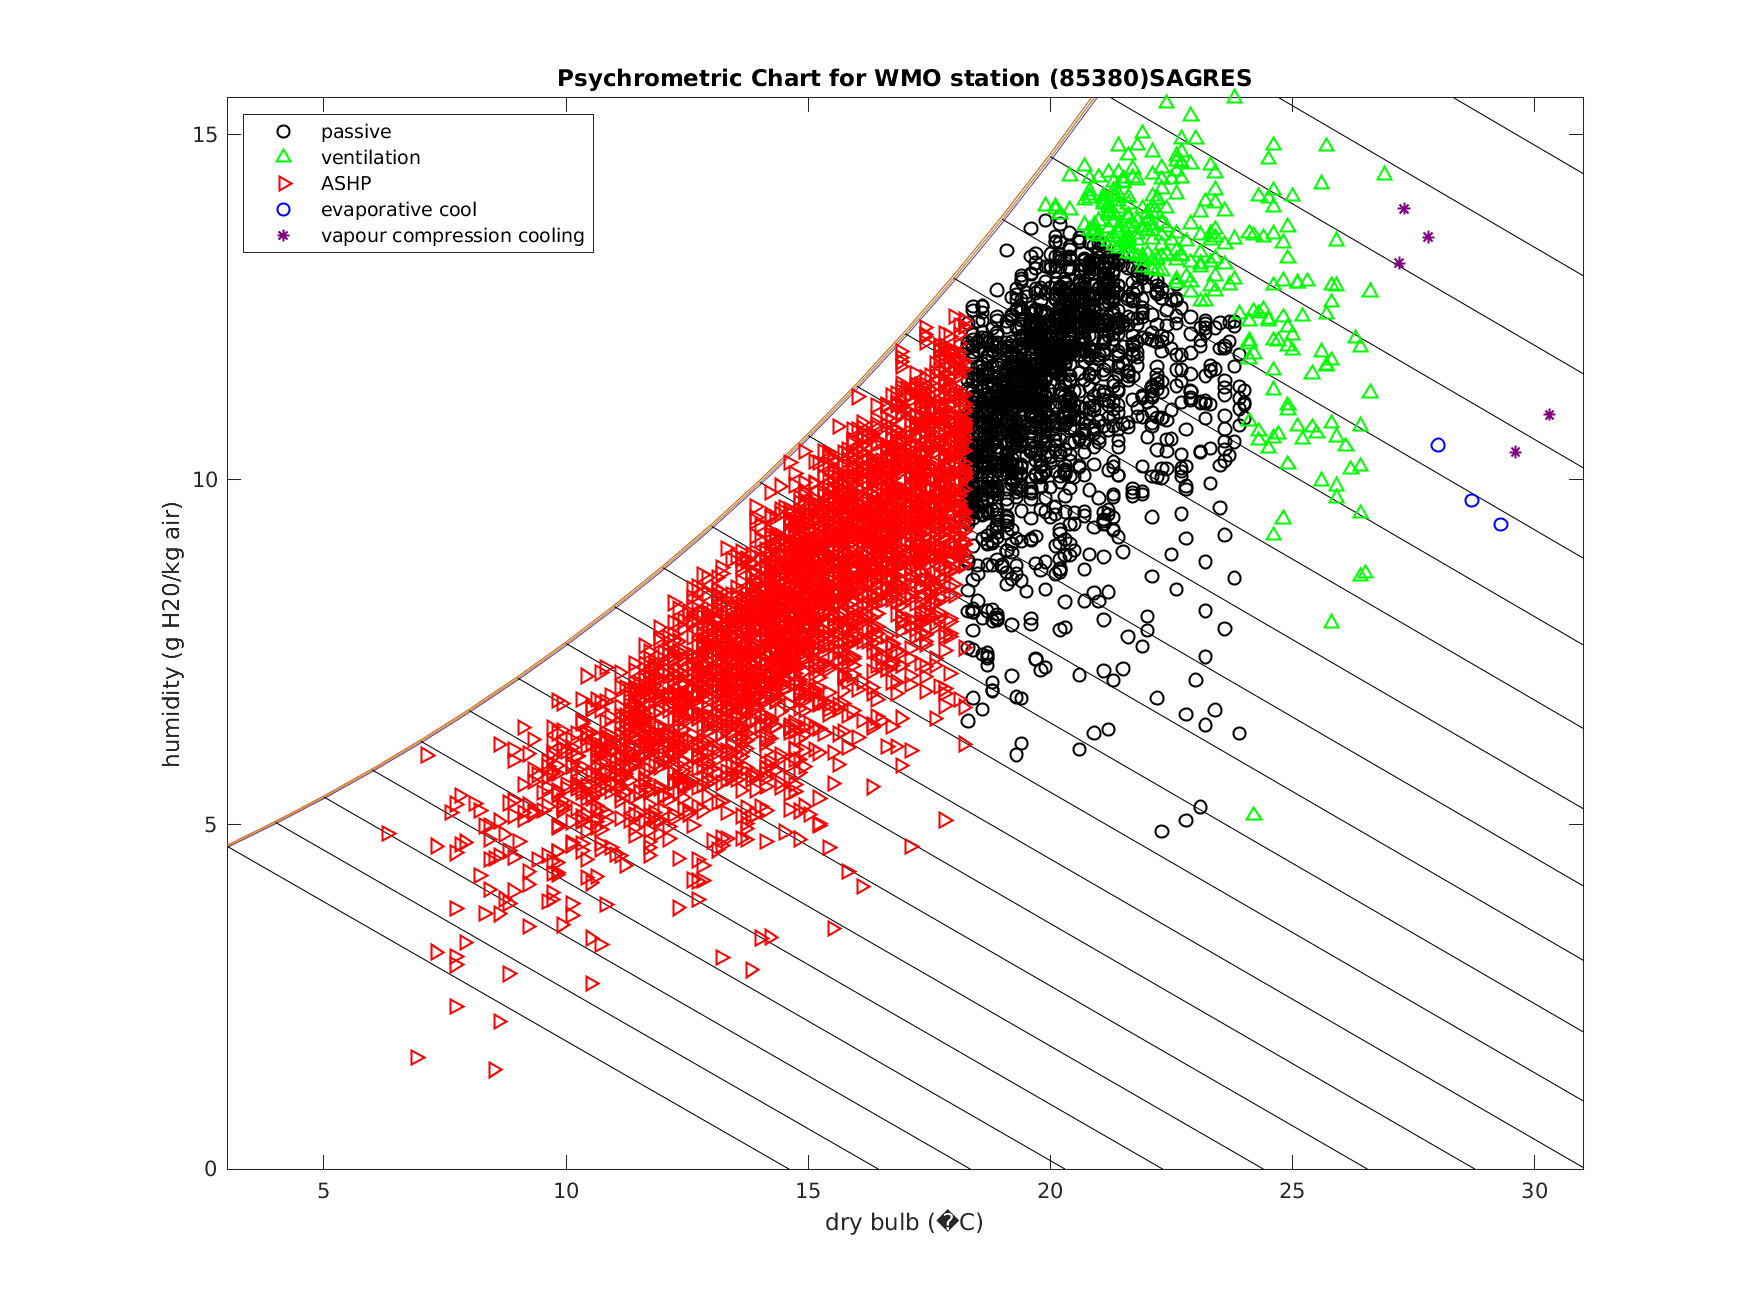 Psychrometric Chart for WMO station (85380)SAGRES
passive
ventilation
ASHP
evaporative cool
vapour compression cooling
15
10
5
0
humidity (g H20/kg air)
5 10 15 20 25 30
dry bulb (�C)